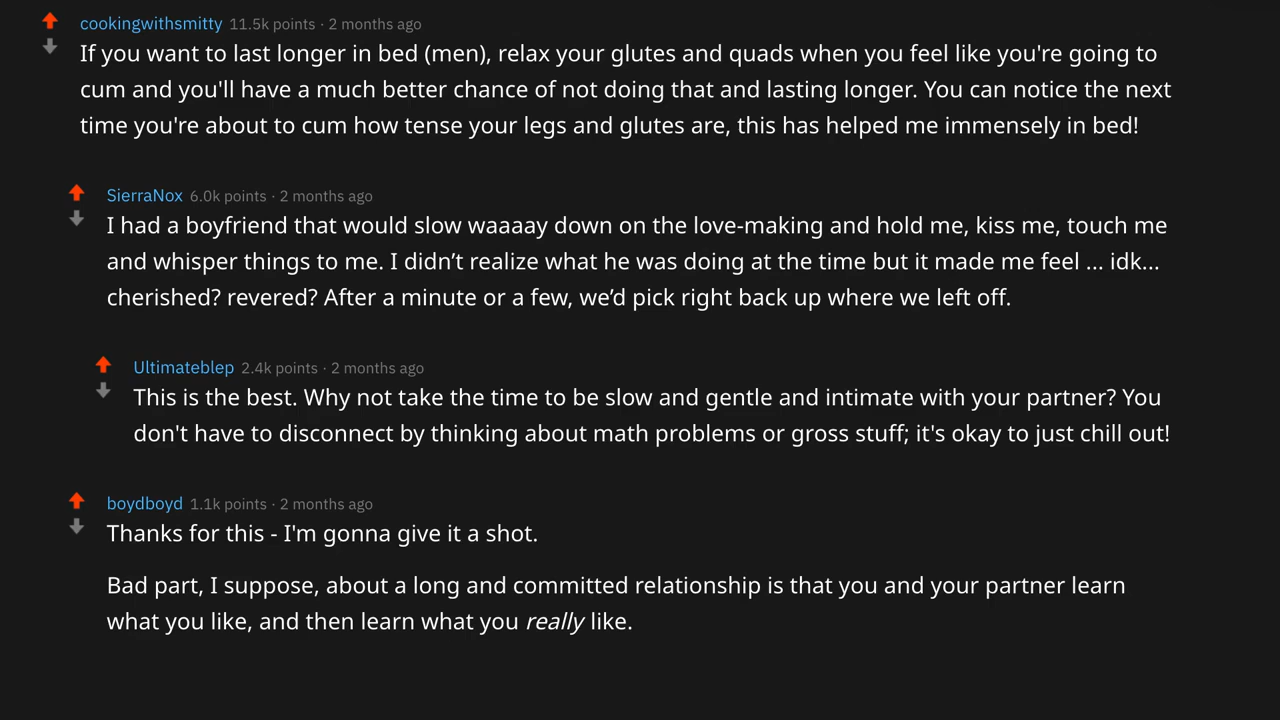 cookingwithsmitty 11.5k points · 2 months ago
If you want to last longer in bed (men), relax your glutes and quads when you feel like you're going to
cum and you'll have a much better chance of not doing that and lasting longer. You can notice the next
time you're about to cum how tense your legs and glutes are, this has helped me immensely in bed!
SierraNox 6.0k points · 2 months ago
I had a boyfriend that would slow waaaay down on the love-making and hold me, kiss me, touch me
and whisper things to me. I didn’t realize what he was doing at the time but it made me feel ... idk...
cherished? revered? After a minute or a few, we’d pick right back up where we left off.
Ultimateblep 2.4k points · 2 months ago
This is the best. Why not take the time to be slow and gentle and intimate with your partner? You
don't have to disconnect by thinking about math problems or gross stuff; it's okay to just chill out!
boydboyd 1.1k points · 2 months ago
Thanks for this - I'm gonna give it a shot.
Bad part, I suppose, about a long and committed relationship is that you and your partner learn
what you like, and then learn what you really like.